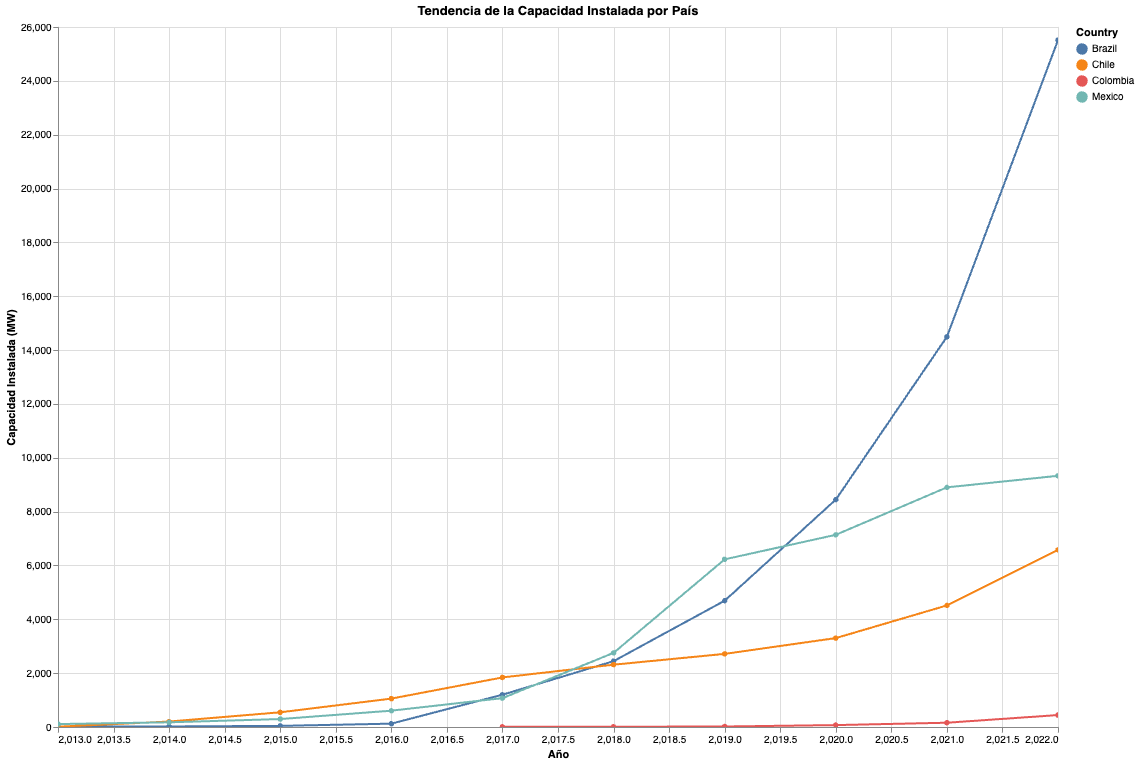 Tendencia de la Capacidad Instalada por País
Country
Brazil
Chile
Colombia
Mexico
Capacidad Instalada (MW)
26,000
24,000
22,000
20,000
18,000
16,000
14,000
12,000
10,000
8,000
6,000
4,000
2,000
0
2,013.0 2,013.5 2,014.0 2,014.5 2,015.0 2,015.5 2,016.0 2,016.5 2,017.0 2,017.5 2,018.0 2,018.5 2,019.0 2,019.5 2,020.0 2,020.5 2,021.0 2,021.5 2,022.0
Año